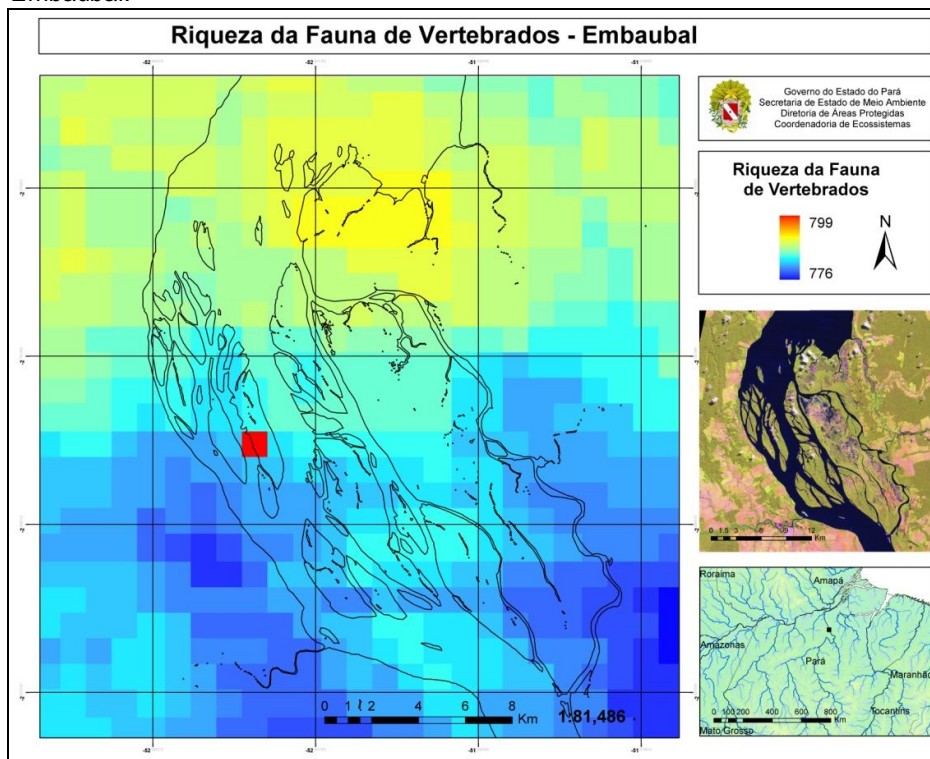 Embaubal.
Riqueza da Fauna de Vertebrados - Embaubal
Governo do Estado do Pará
Secretaria de Estado de Meio Ambiente
Diretoria de Áreas Protegidas
Coordenadoria de Ecossistemas
Riqueza da Fauna
de Vertebrados
799
776
N
0 1.5 3 6 9 12
Km
Roraima
Amapá
Amazonas
Pará
Maranhão
Tocantins
Mato Grosso
0 100 200 400 600 800
Km
0 1 2 4 6 8
Km
1:81,486